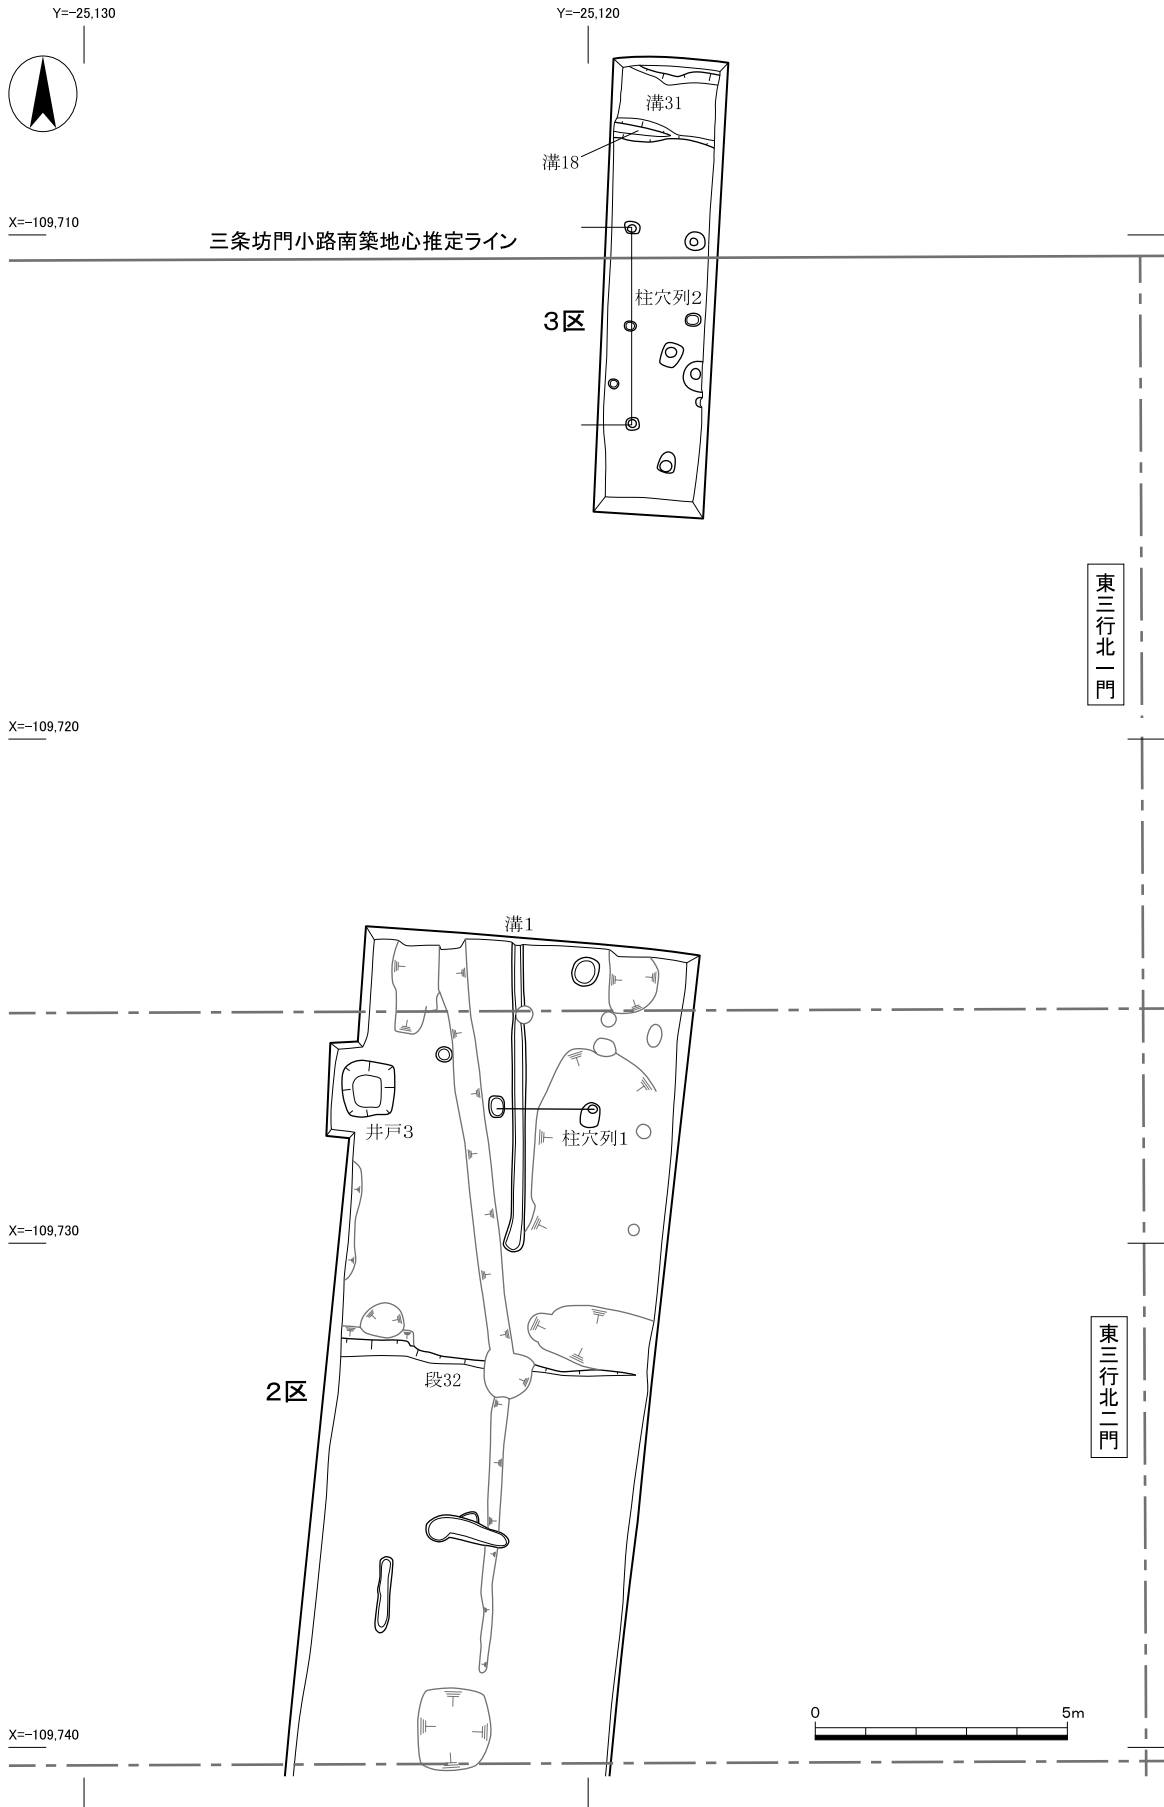 Y=-25,130
Y=-25,120
溝31
溝18
X=-109,710
三条坊門小路南築地心推定ライン
柱穴列2
3区
東三行北一門
X=-109,720
溝1
井戸3
柱穴列1
X=-109,730
東三行北二門
段32
2区
0
5m
X=-109,740